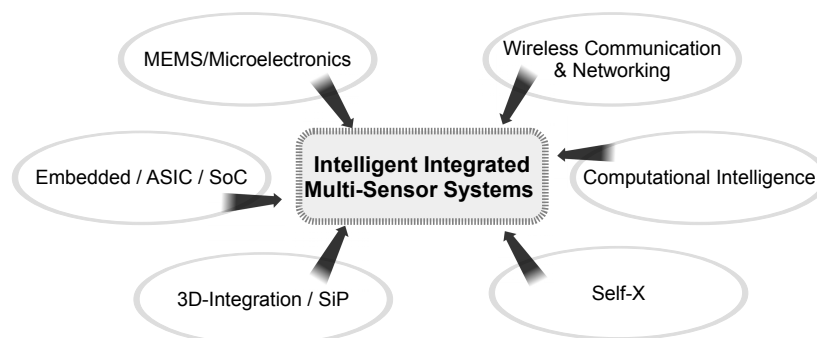 MEMS/Microelectronics
Wireless Communication
& Networking
Intelligent Integrated
Multi-Sensor Systems
Embedded / ASIC / SoC
Computational Intelligence
3D-Integration / SiP
Self-X